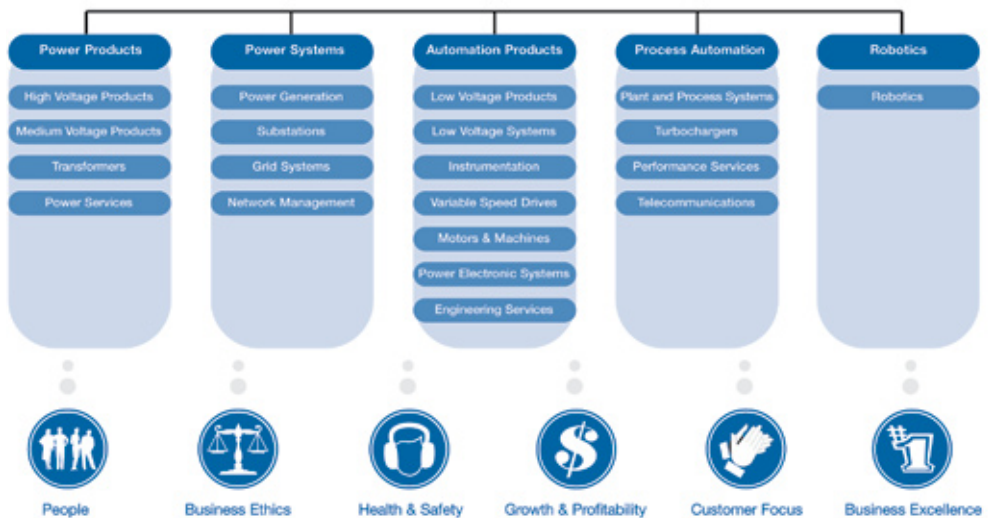 Power Products
High Voltage Products
Medium Voltage Products
Transformers
Power Services
Power Systems
Power Generation
Substations
Grid Systems
Network Management
Automation Products
Low Voltage Products
Low Voltage Systems
Instrumentation
Variable Speed Drives
Motors & Machines
Power Electronic Systems
Engineering Services
Process Automation
Plant and Process Systems
Turbochargers
Performance Services
Telecommunications
Robotics
Robotics
$
#1
People
Business Ethics
Health & Safety
Growth & Profitability
Customer Focus
Business Excellence